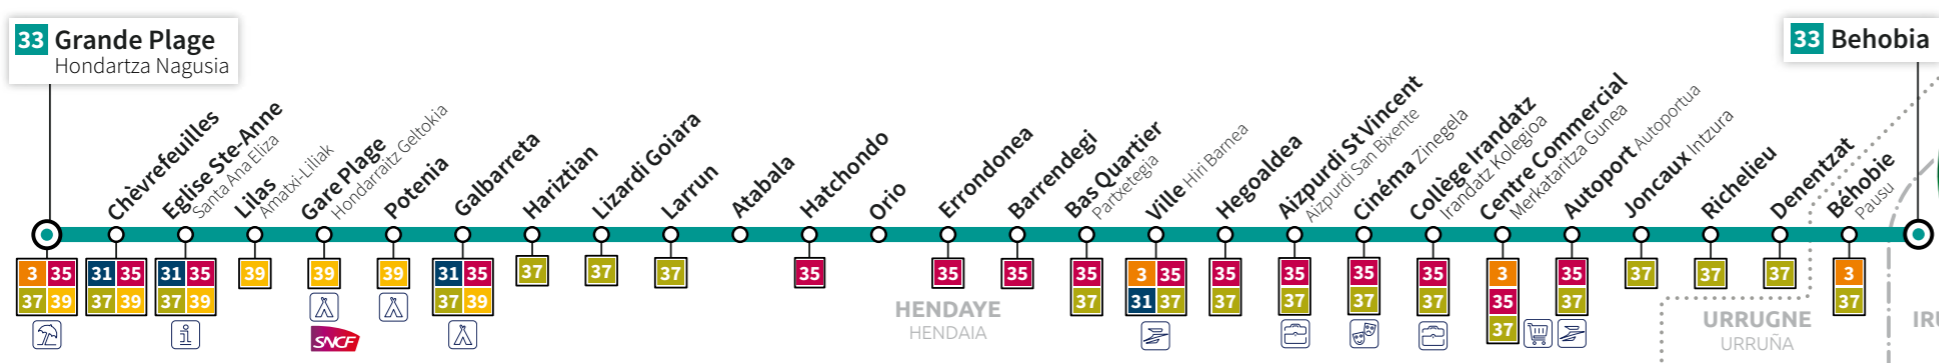 33 Grande Plage
Hondartza Nagusia
Chèvrefeuilles
Eglise Ste-Anne
Santa Ana Eliza
Lilas
Amatxi-Liliak
Gare Plage
Hondarraitz Geltokia
Potenia
Galbarreta
Hariztian
Lizardi Goiara
Larrun
Atabala
Hatchondo
Orio
Errondonea
Barrendegi
Bas Quartier
Partxetegia
Ville Hiri Barnea
Hegoaldea
Aizpurdi St Vincent
Aizpurdi San Bixente
Cinéma Zinegela
Collège Irandatz
Irandatz Kolegioa
Centre Commercial
Merkataritza Gunea
Autoport Autoportua
Joncaux Intzura
Richelieu
Denentzat
Béhobie
Pausu
33 Behobia
3 35
37 39
31 35
37 39
31 35
37 39
39
39
39
31 35
37 39
37
37
37
35
35
35
35
37
3 35
31 37
35
37
35
37
35
37
35
37
3
35
37
35
37
37
37
37
3
37
SNCF
HENDAYE
HENDAIA
URRUGNE
URRUÑA
IRU